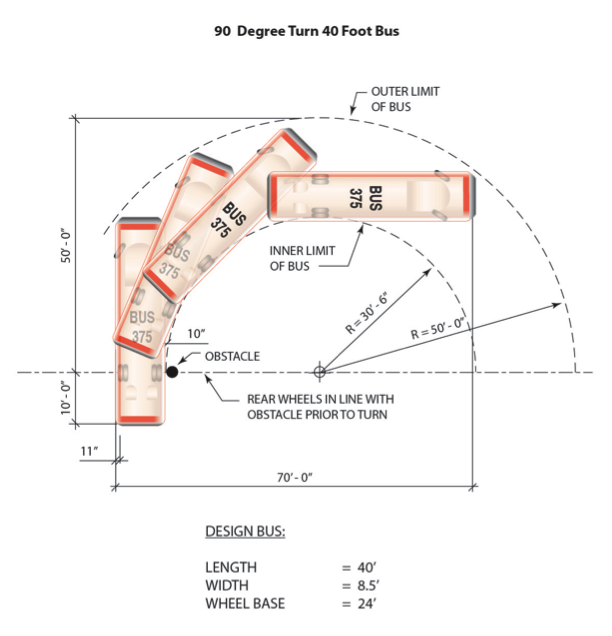 90 Degree Turn 40 Foot Bus
OUTER LIMIT
OF BUS
BUS
375
BUS
375
50'- 0"
BUS
375
INNER LIMIT
OF BUS
R = 30'- 6"
R = 50'- 0"
BUS
375
10"
OBSTACLE
10'- 0"
REAR WHEELS IN LINE WITH
OBSTACLE PRIOR TO TURN
11"
70'- 0"
DESIGN BUS:
LENGTH = 40'
WIDTH = 8.5'
WHEEL BASE = 24'